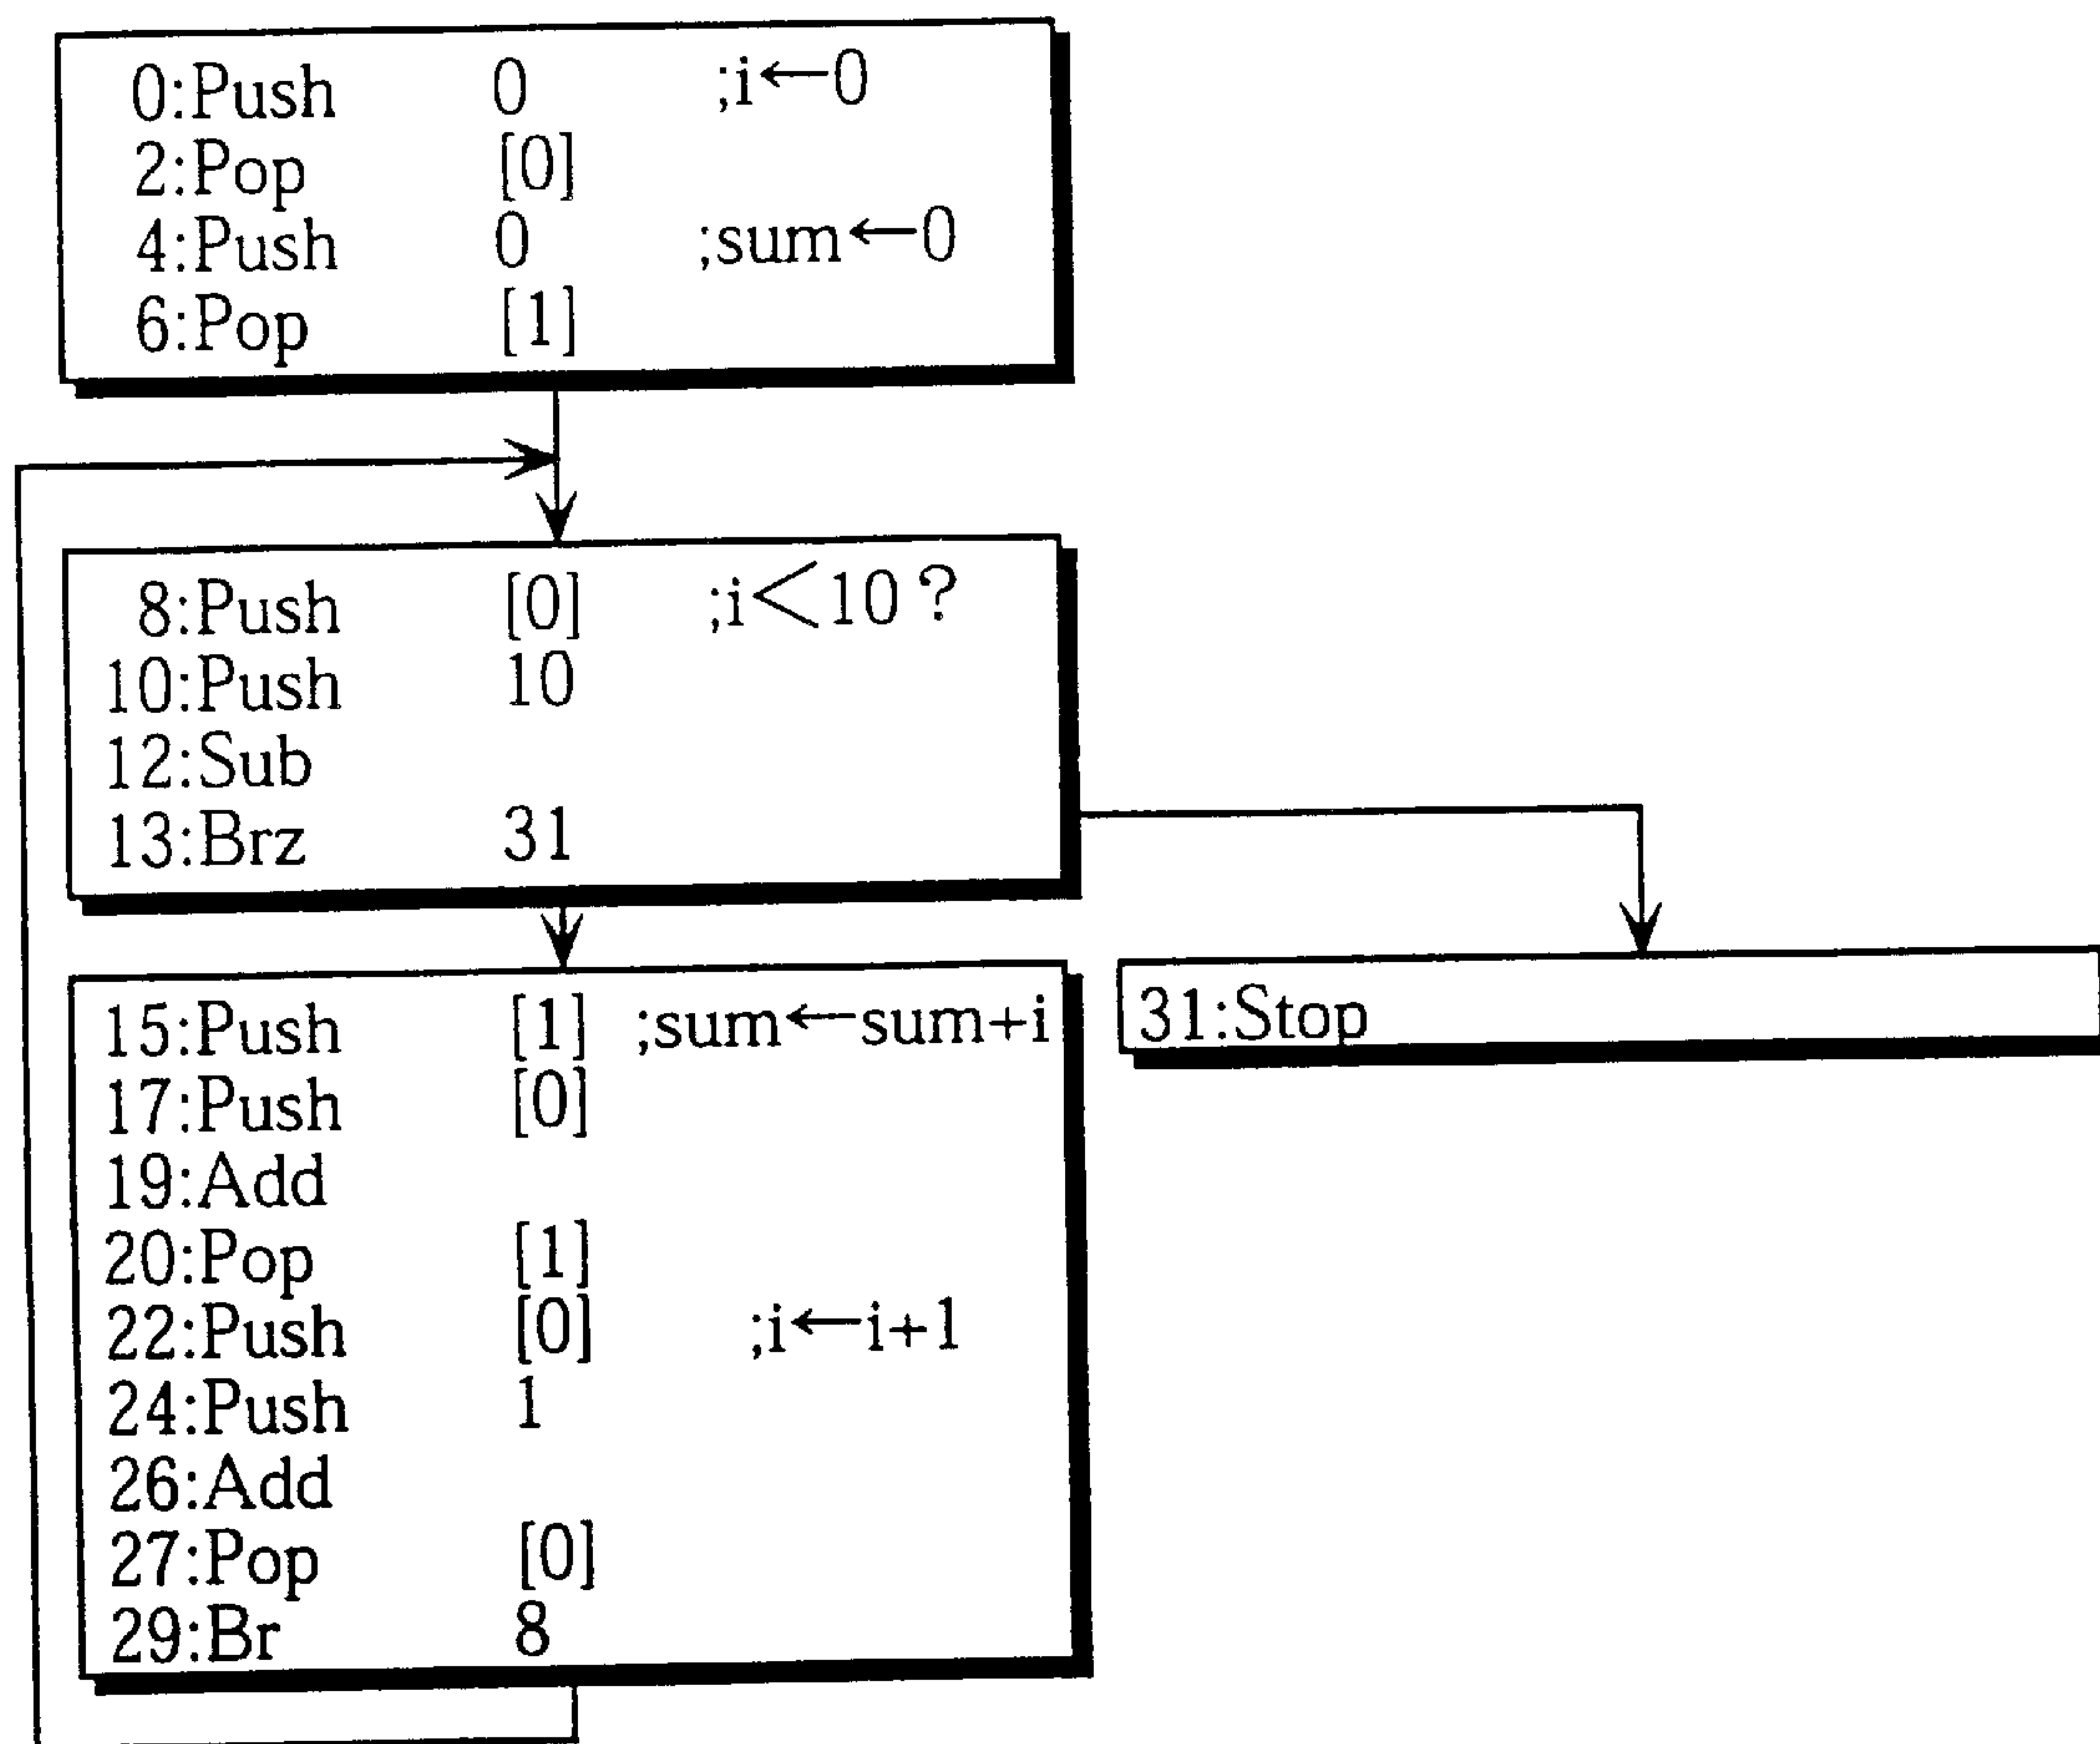 0:Push 0 ;i←0
2:Pop [0]
4:Push 0 ;sum←0
6:Pop [1]
8:Push [0] ;i<10?
10:Push 10
12:Sub
13:Brz 31
15:Push [1] ;sum←sum+i
17:Push [0]
19:Add
20:Pop [1]
22:Push [0] ;i←i+1
24:Push 1
26:Add
27:Pop [0]
29:Br 8
31:Stop